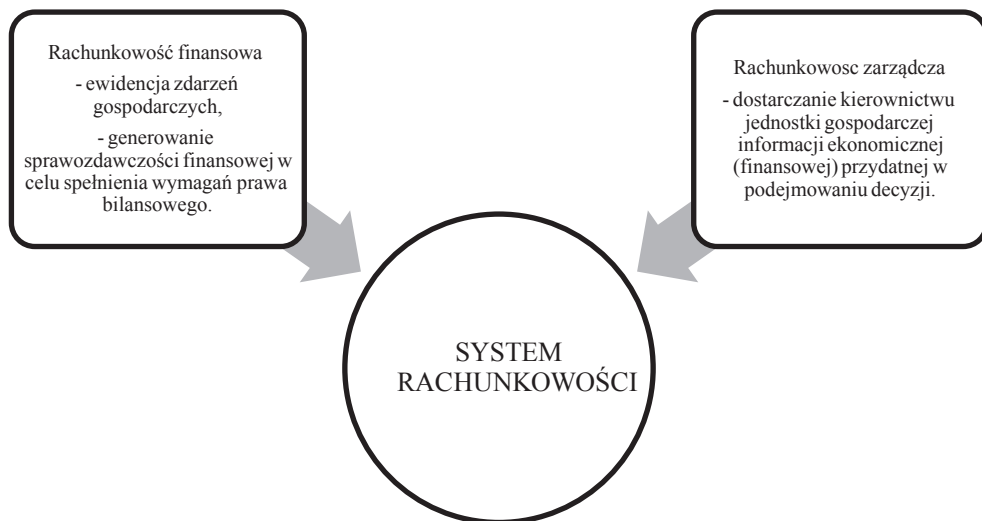 Rachunkowość finansowa
- ewidencja zdarzeń
gospodarczych,
- generowanie
sprawozdawczości finansowej w
celu spełnienia wymagań prawa
bilansowego.
Rachunkowosc zarządcza
- dostarczanie kierownictwu
jednostki gospodarczej
informacji ekonomicznej
(finansowej) przydatnej w
podejmowaniu decyzji.
SYSTEM
RACHUNKOWOŚCI